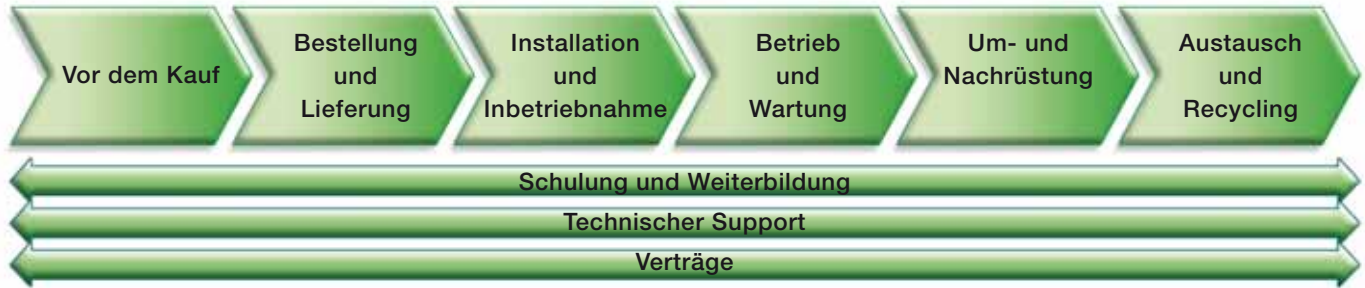 Vor dem Kauf
Bestellung
und
Lieferung
Installation
und
Inbetriebnahme
Betrieb
und
Wartung
Um- und
Nachrüstung
Austausch
und
Recycling
Schulung und Weiterbildung
Technischer Support
Verträge